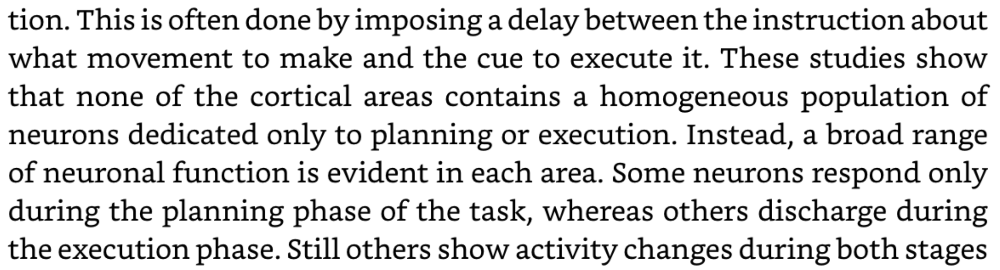 tion. This is often done by imposing a delay between the instruction about
what movement to make and the cue to execute it. These studies show
that none of the cortical areas contains a homogeneous population of
neurons dedicated only to planning or execution. Instead, a broad range
of neuronal function is evident in each area. Some neurons respond only
during the planning phase of the task, whereas others discharge during
the execution phase. Still others show activity changes during both stages